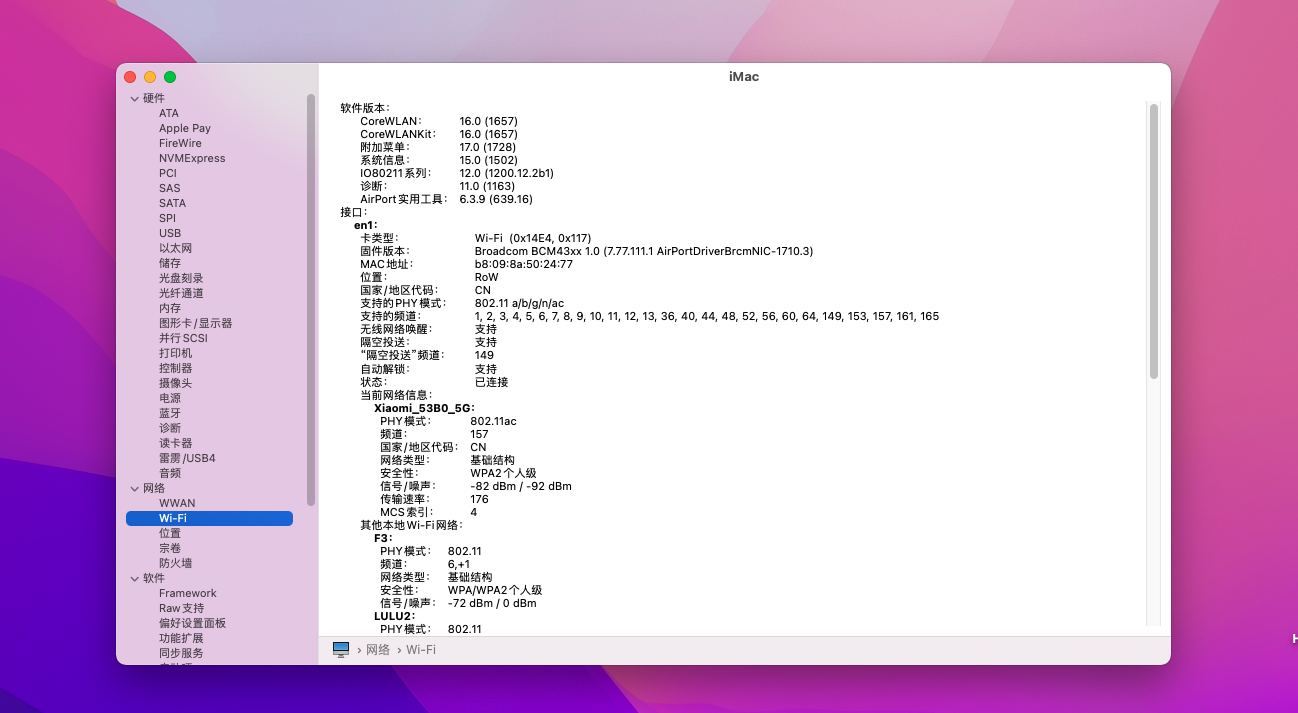 iMac
硬件
ATA
Apple Pay
FireWire
NVMExpress
PCI
SAS
SATA
SPI
USB
以太网
储存
光盘刻录
光纤通道
内存
图形卡/显示器
并行SCSI
打印机
控制器
摄像头
电源
蓝牙
诊断
读卡器
雷雳/USB4
音频
网络
WWAN
Wi-Fi
位置
宗卷
防火墙
软件
Framework
Raw支持
偏好设置面板
功能扩展
同步服务
软件版本:
CoreWLAN: 16.0 (1657)
CoreWLANKit: 16.0 (1657)
附加菜单: 17.0 (1728)
系统信息: 15.0 (1502)
IO80211系列: 12.0 (1200.12.2b1)
诊断: 11.0 (1163)
AirPort实用工具: 6.3.9 (639.16)
接口:
en1:
卡类型: Wi-Fi (0x14E4, 0x117)
固件版本: Broadcom BCM43xx 1.0 (7.77.111.1 AirPortDriverBrcmNIC-1710.3)
MAC地址: b8:09:8a:50:24:77
位置: RoW
国家/地区代码: CN
支持的PHY模式: 802.11 a/b/g/n/ac
支持的频道: 1, 2, 3, 4, 5, 6, 7, 8, 9, 10, 11, 12, 13, 36, 40, 44, 48, 52, 56, 60, 64, 149, 153, 157, 161, 165
无线网络唤醒: 支持
隔空投送: 支持
“隔空投送”频道: 149
自动解锁: 支持
状态: 已连接
当前网络信息:
Xiaomi_53B0_5G:
PHY模式: 802.11ac
频道: 157
国家/地区代码: CN
网络类型: 基础结构
安全性: WPA2个人级
信号/噪声: -82 dBm / -92 dBm
传输速率: 176
MCS索引: 4
其他本地Wi-Fi网络:
F3:
PHY模式: 802.11
频道: 6,+1
网络类型: 基础结构
安全性: WPA/WPA2个人级
信号/噪声: -72 dBm / 0 dBm
LULU2:
PHY模式: 802.11
› 网络 › Wi-Fi